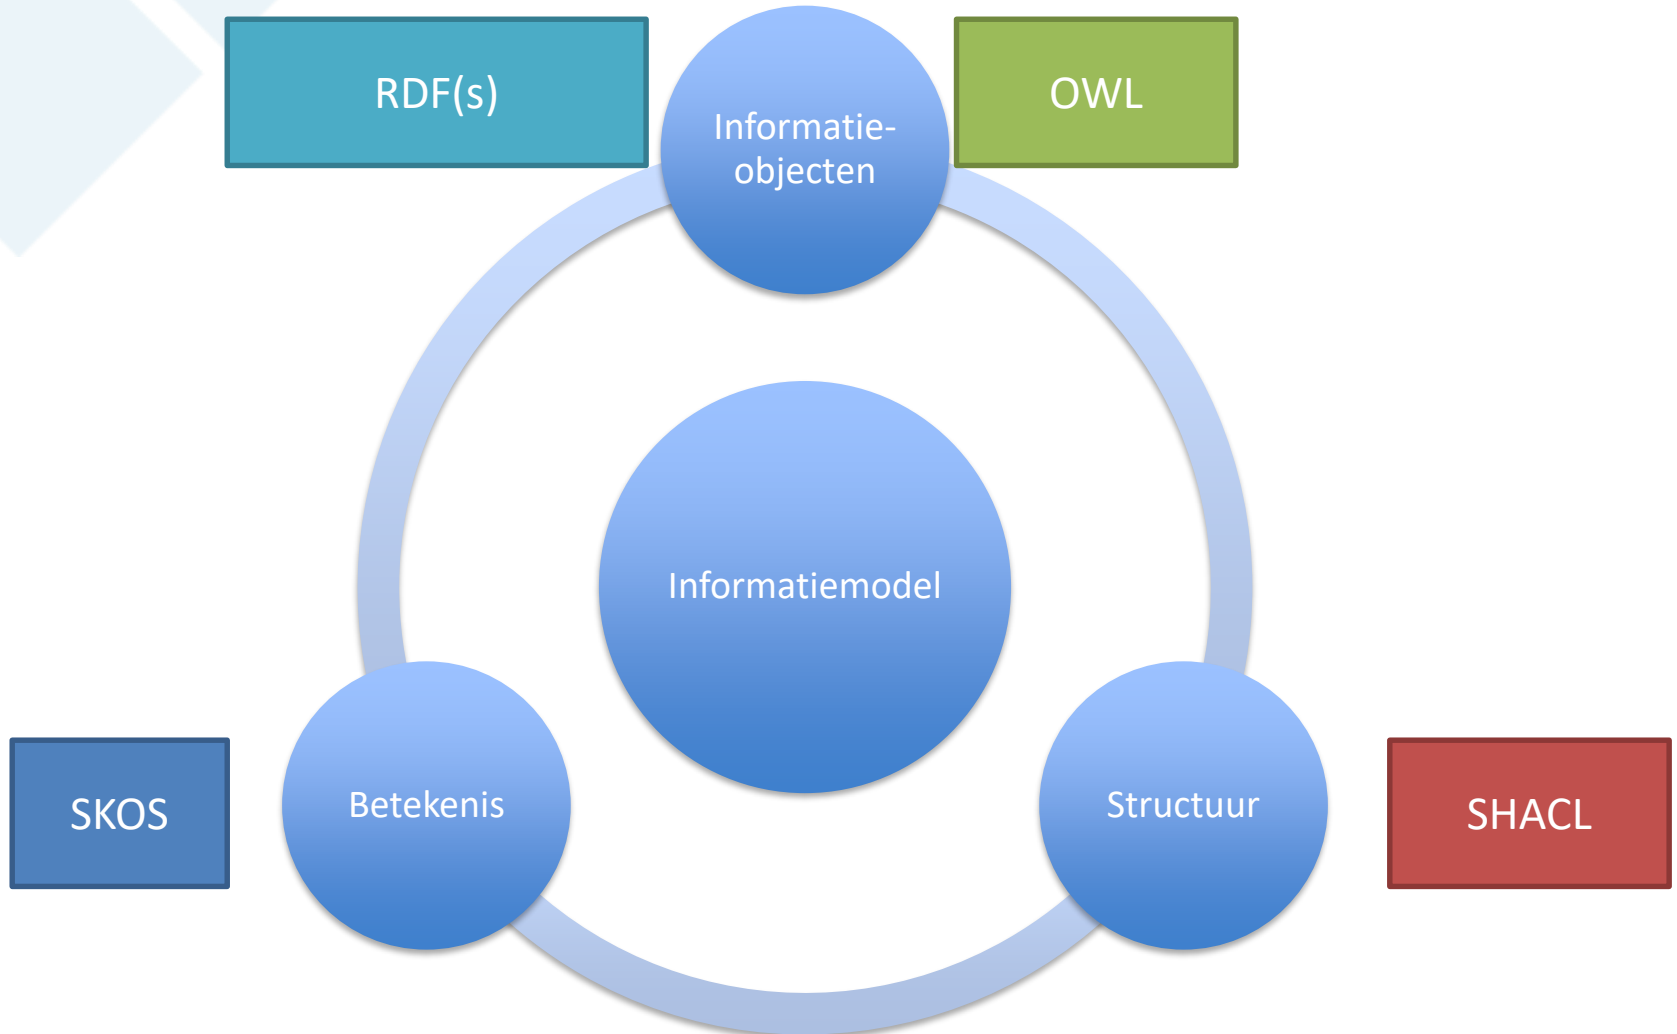 RDF(s)
Informatie-
objecten
OWL
Informatiemodel
SKOS
Betekenis
Structuur
SHACL